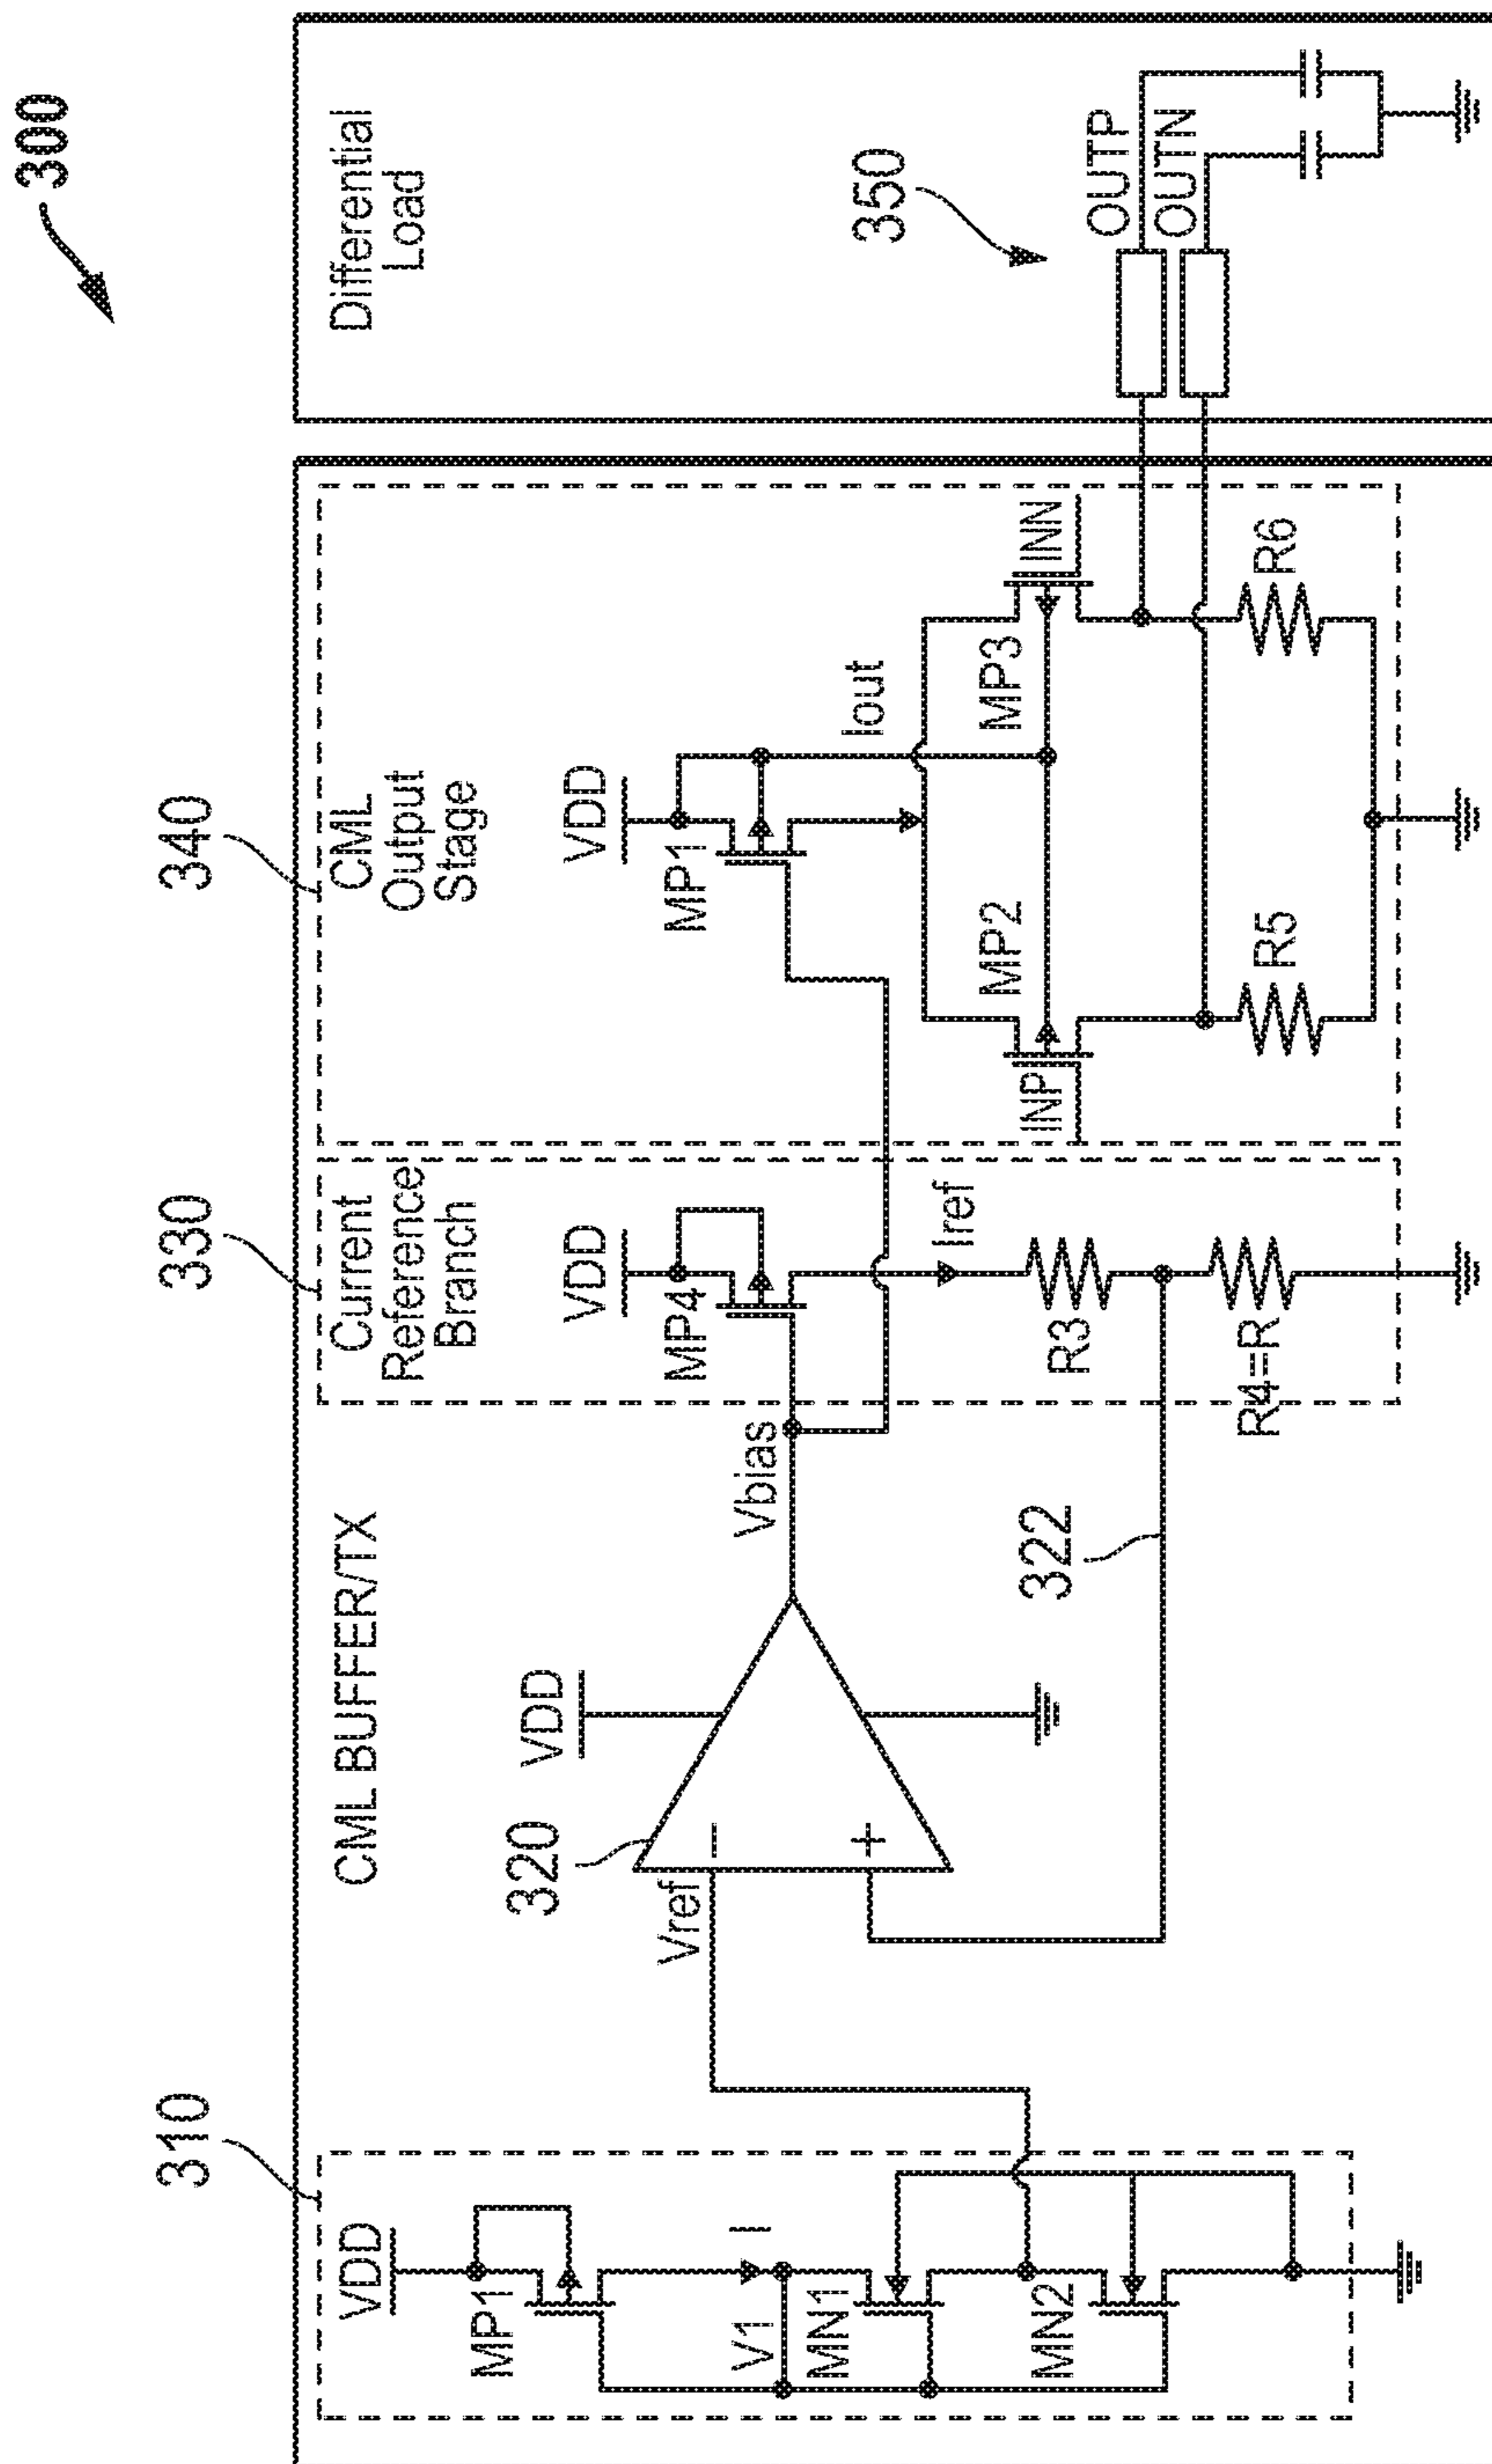 300
310
VDD
MP1
I
V1
MN1
MN2
CML BUFFER/TX
320
VDD
Vref
−
+
Vbias
322
330
Current
Reference
Branch
VDD
MP4
Iref
R3
R4=R
340
CML
Output
Stage
VDD
MP1
Iout
MP2
MP3
INP
INN
R5
R6
Differential
Load
350
OUTP
OUTN